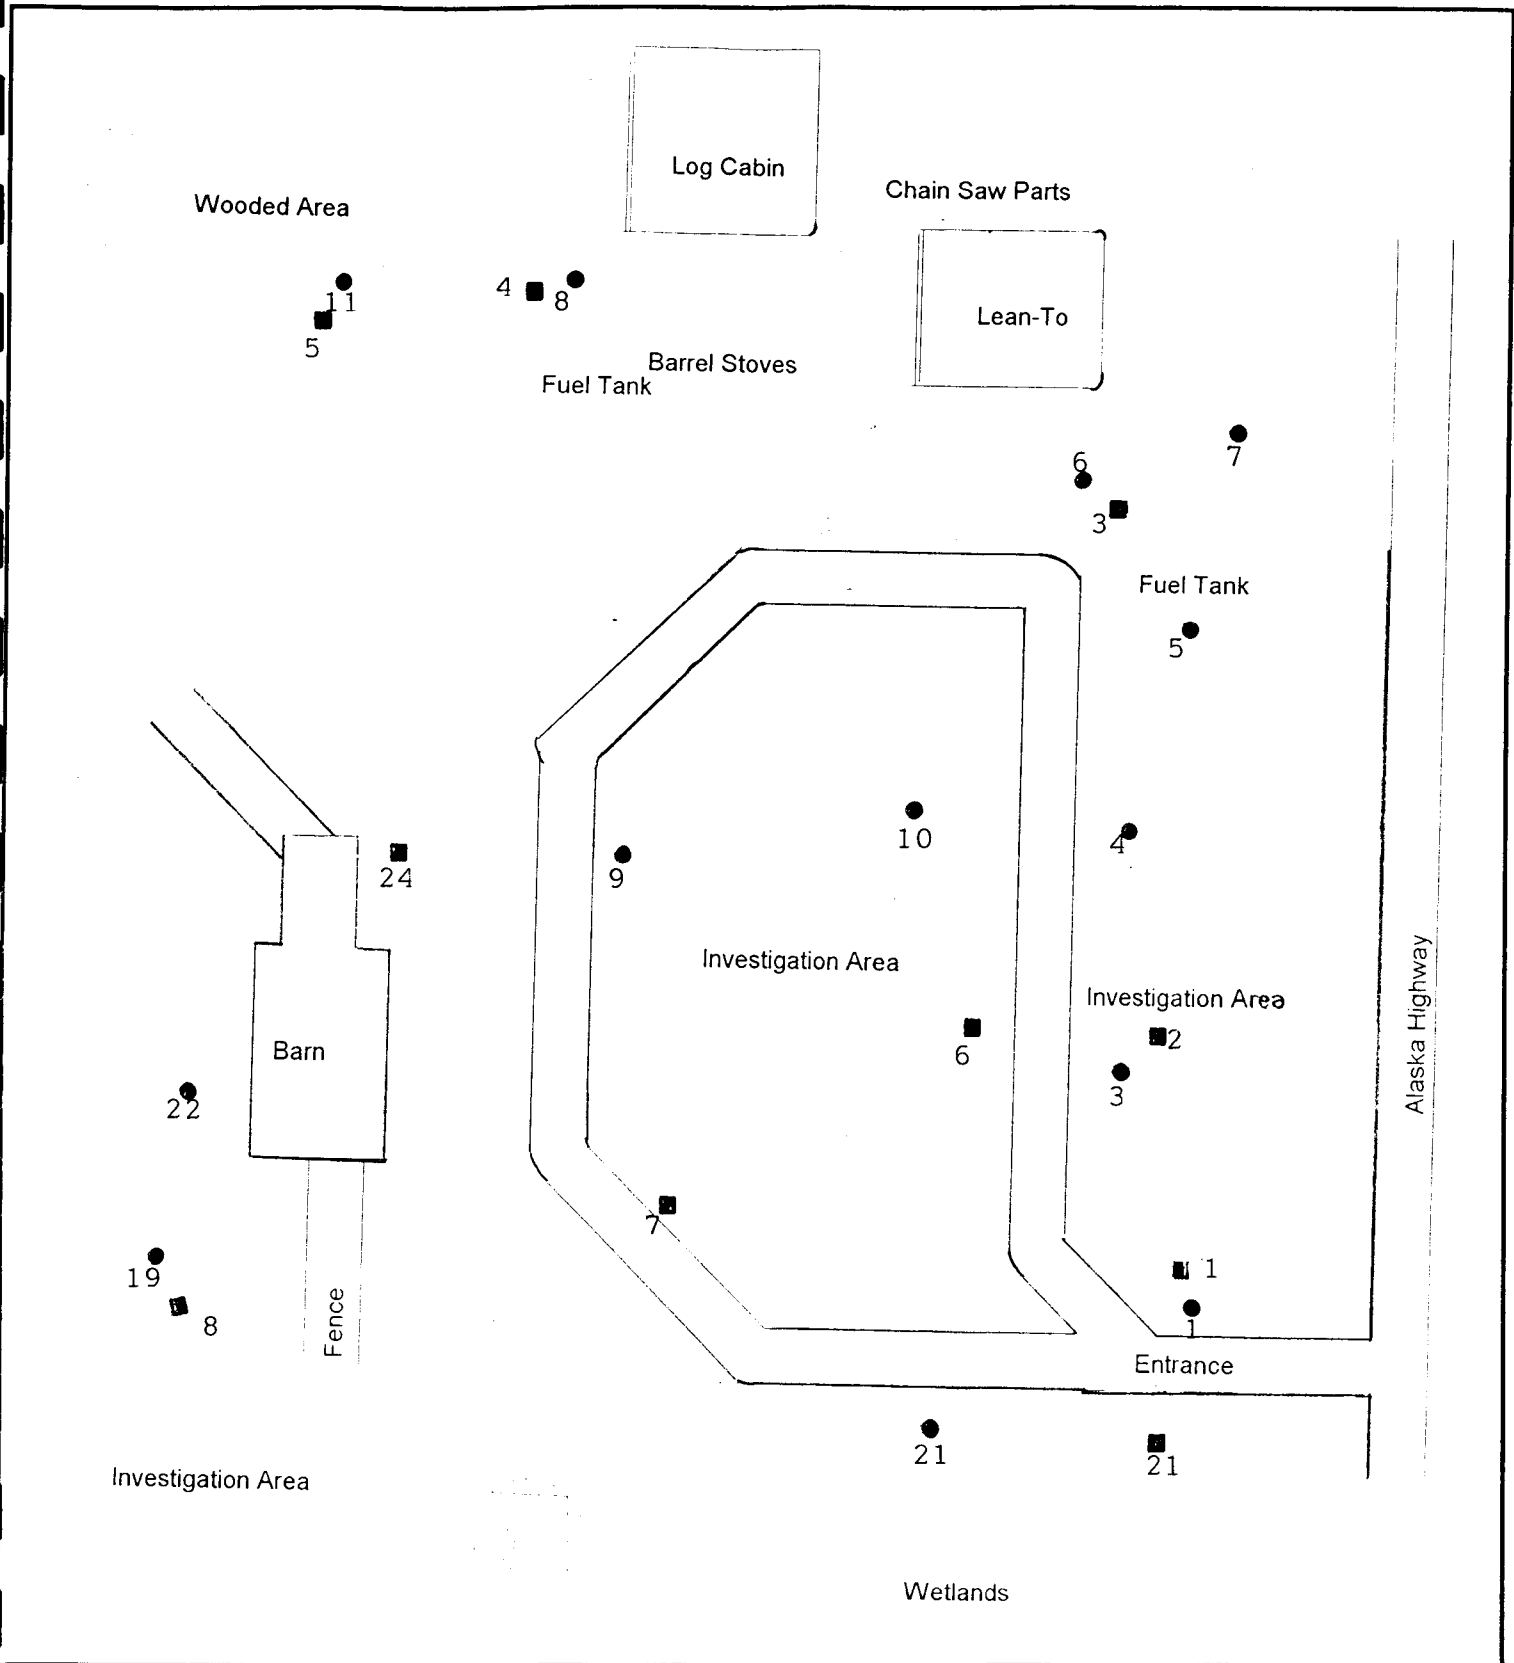 Log Cabin
Chain Saw Parts
Wooded Area
11
4
8
5
Lean-To
Barrel Stoves
Fuel Tank
7
6
3
Fuel Tank
5
10
4
9
24
Investigation Area
Investigation Area
2
6
3
Barn
22
Alaska Highway
7
1
19
8
Fence
1
Entrance
21
21
Investigation Area
Wetlands